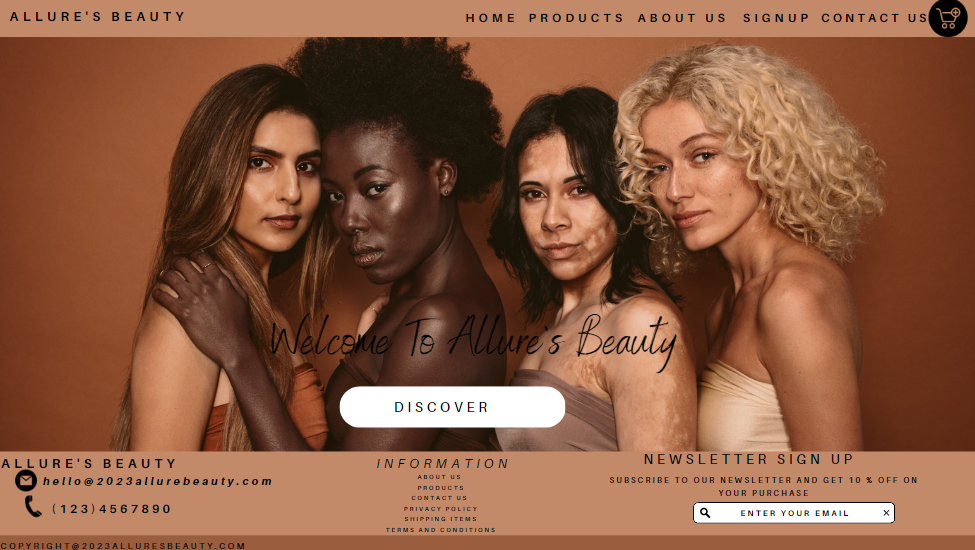 ALLURE'S BEAUTY
HOME PRODUCTS ABOUT US SIGNUP CONTACT US
Welcome To Allure's Beauty
DISCOVER
ALLURE'S BEAUTY
hello@2023allurebeauty.com
(123)4567890
INFORMATION
ABOUT US
PRODUCTS
CONTACT US
PRIVACY POLICY
SHIPPING ITEMS
TERMS AND CONDITIONS
NEWSLETTER SIGN UP
SUBSCRIBE TO OUR NEWSLETTER AND GET 10 % OFF ON
YOUR PURCHASE
ENTER YOUR EMAIL
COPYRIGHT@2023ALLURESBEAUTY.COM